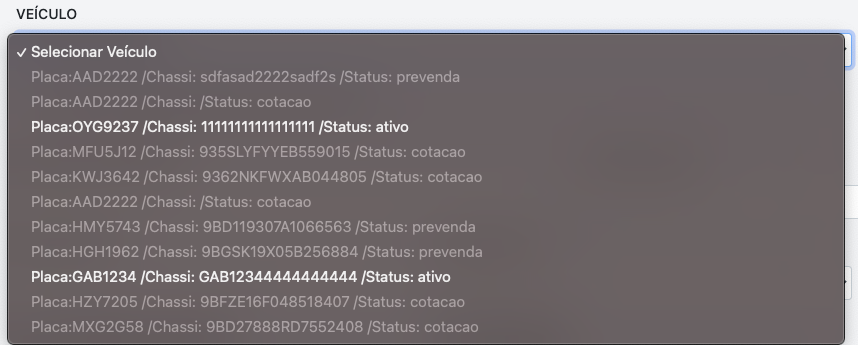 VEÍCULO
✓ Selecionar Veículo
Placa:AAD2222 /Chassi: sdfasad2222sadf2s /Status: prevenda
Placa:AAD2222 /Chassi: /Status: cotacao
Placa:OYG9237 /Chassi: 11111111111111111 /Status: ativo
Placa:MFU5J12 /Chassi: 935SLYFYYEB559015 /Status: cotacao
Placa:KWJ3642 /Chassi: 9362NKFWXAB044805 /Status: cotacao
Placa:AAD2222 /Chassi: /Status: cotacao
Placa:HMY5743 /Chassi: 9BD119307A1066563 /Status: prevenda
Placa:HGH1962 /Chassi: 9BGSK19X05B256884 /Status: prevenda
Placa:GAB1234 /Chassi: GAB12344444444444 /Status: ativo
Placa:HZY7205 /Chassi: 9BFZE16F048518407 /Status: cotacao
Placa:MXG2G58 /Chassi: 9BD27888RD7552408 /Status: cotacao